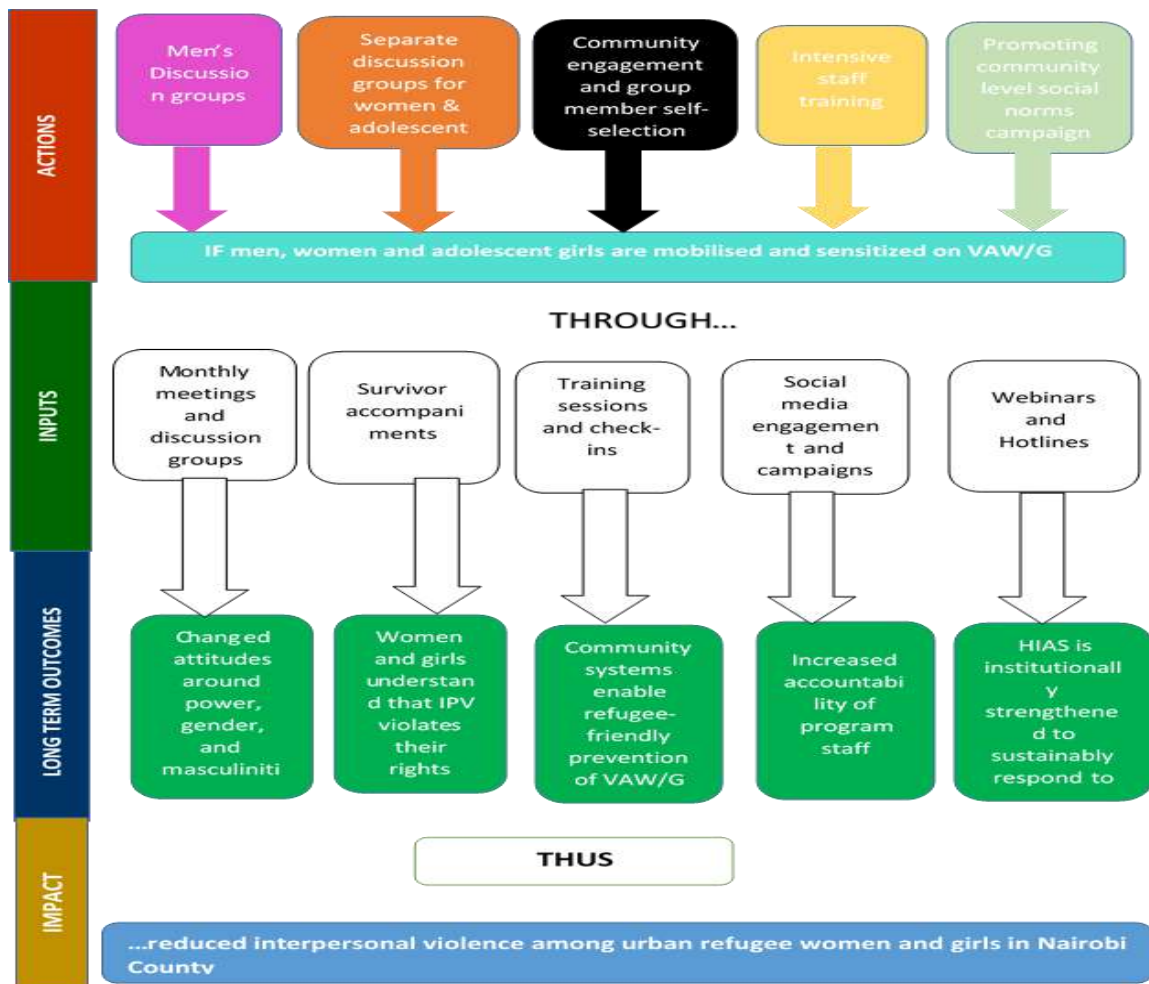 ACTIONS
Men's
Discussio
n groups
Separate
discussion
groups for
women &
adolescent
Community
engagement
and group
member self-
selection
Intensive
staff
training
Promoting
community
level social
norms
campaign
IF men, women and adolescent girls are mobilised and sensitized on VAW/G
THROUGH...
INPUTS
Monthly
meetings
and
discussion
groups
Survivor
accompani
ments
Training
sessions
and check-
ins
Social
media
engagemen
t and
campaigns
Webinars
and
Hotlines
LONG TERM OUTCOMES
Changed
attitudes
around
power,
gender,
and
masculiniti
Women
and girls
understan
d that IPV
violates
their
rights
Community
systems
enable
refugee-
friendly
prevention
of VAW/G
Increased
accountabi
lity of
program
staff
HIAS is
institutionall
y
strengthene
d to
sustainably
respond to
IMPACT
THUS
...reduced interpersonal violence among urban refugee women and girls in Nairobi
County